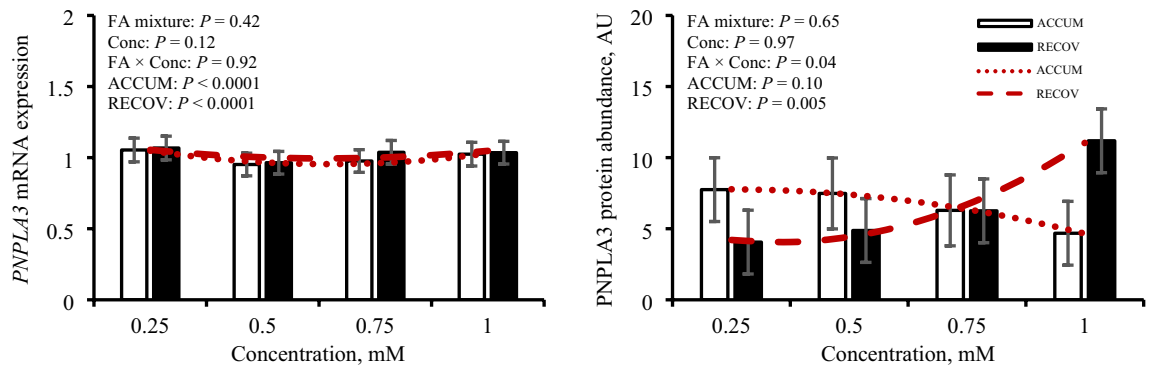 FA mixture: P = 0.42
Conc: P = 0.12
FA × Conc: P = 0.92
ACCUM: P < 0.0001
RECOV: P < 0.0001
PNPLA3 mRNA expression
2
1.5
1
0.5
0
0.25 0.5 0.75 1
Concentration, mM
FA mixture: P = 0.65
Conc: P = 0.97
FA × Conc: P = 0.04
ACCUM: P = 0.10
RECOV: P = 0.005
ACCUM
RECOV
ACCUM
RECOV
PNPLA3 protein abundance, AU
20
15
10
5
0
0.25 0.5 0.75 1
Concentration, mM